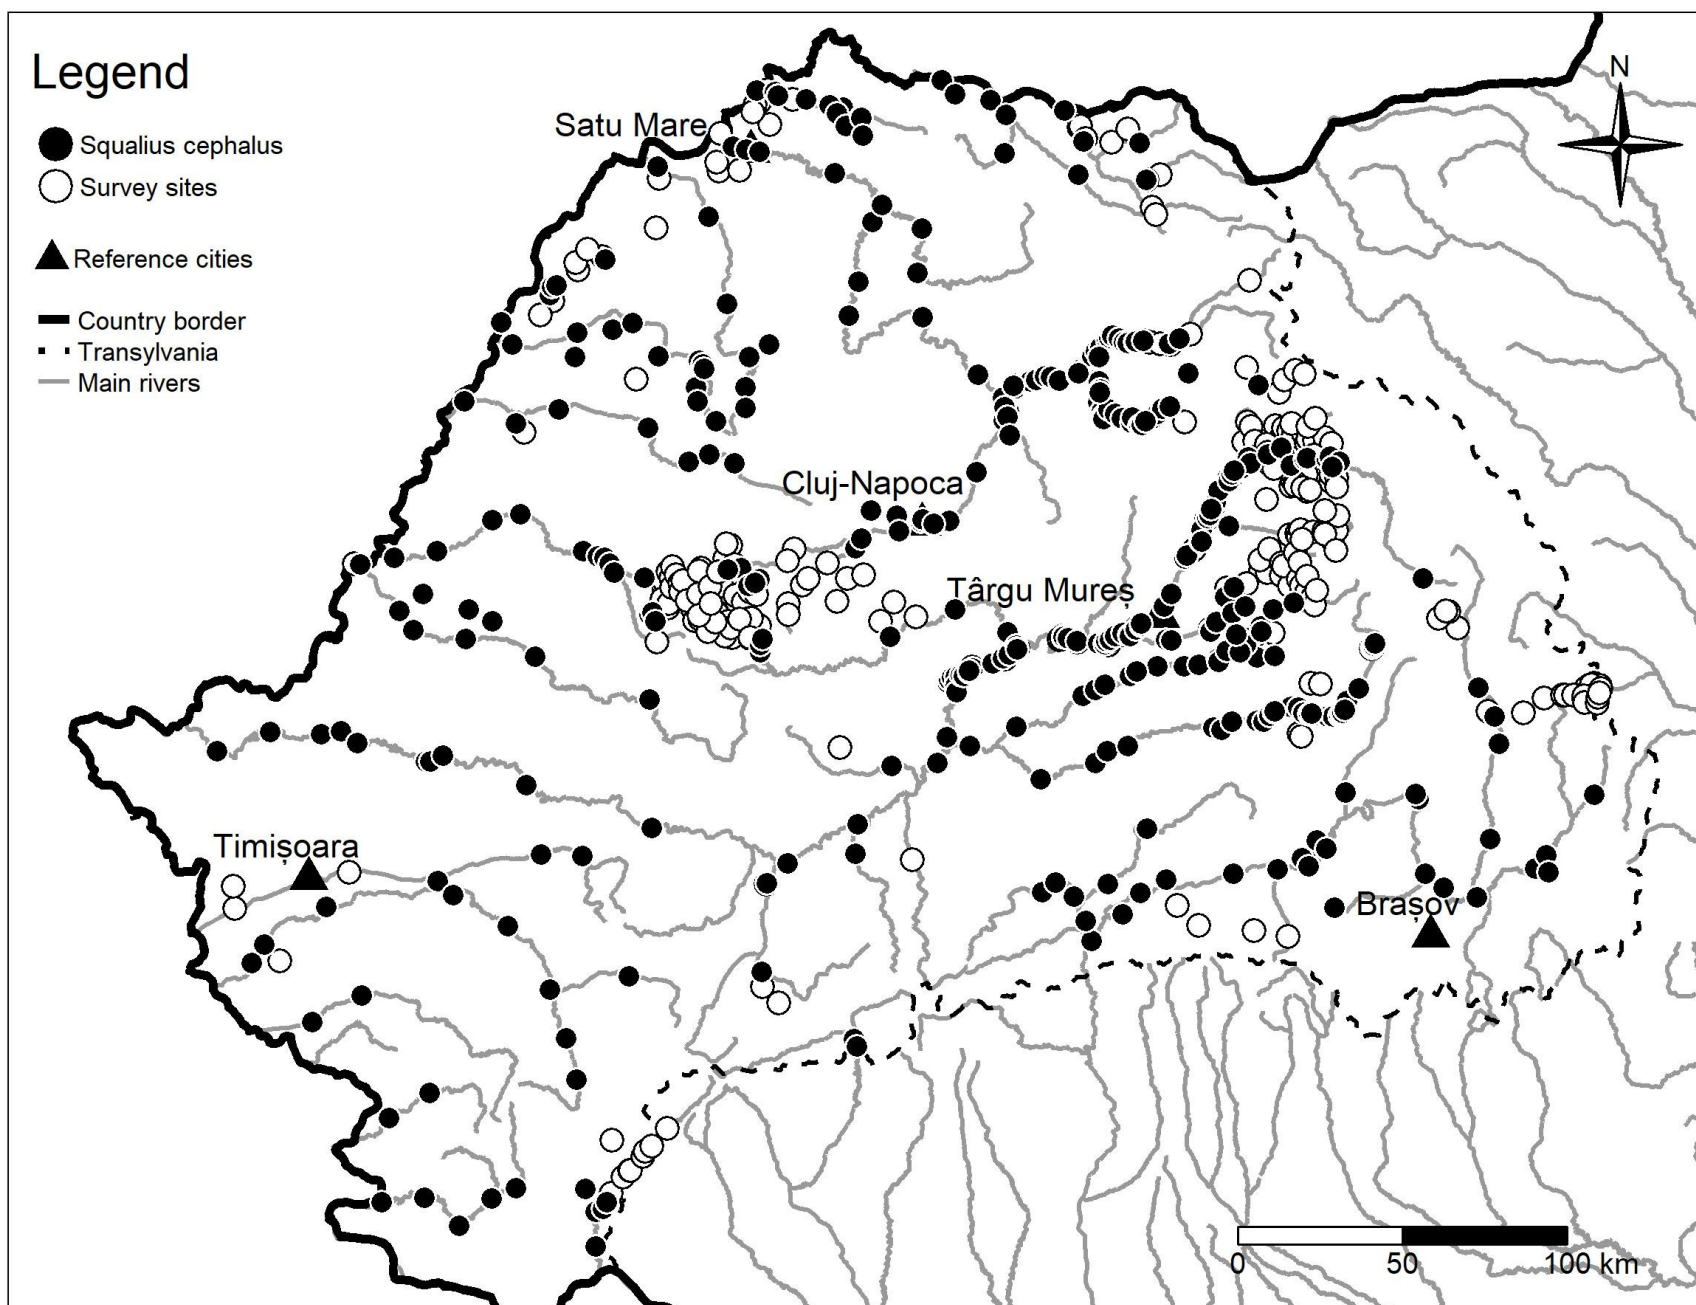 Legend
Squalius cephalus
Survey sites
Reference cities
Country border
Transylvania
Main rivers
N
Satu Mare
Cluj-Napoca
Târgu Mureș
Timișoara
Brașov
0 50 100 km